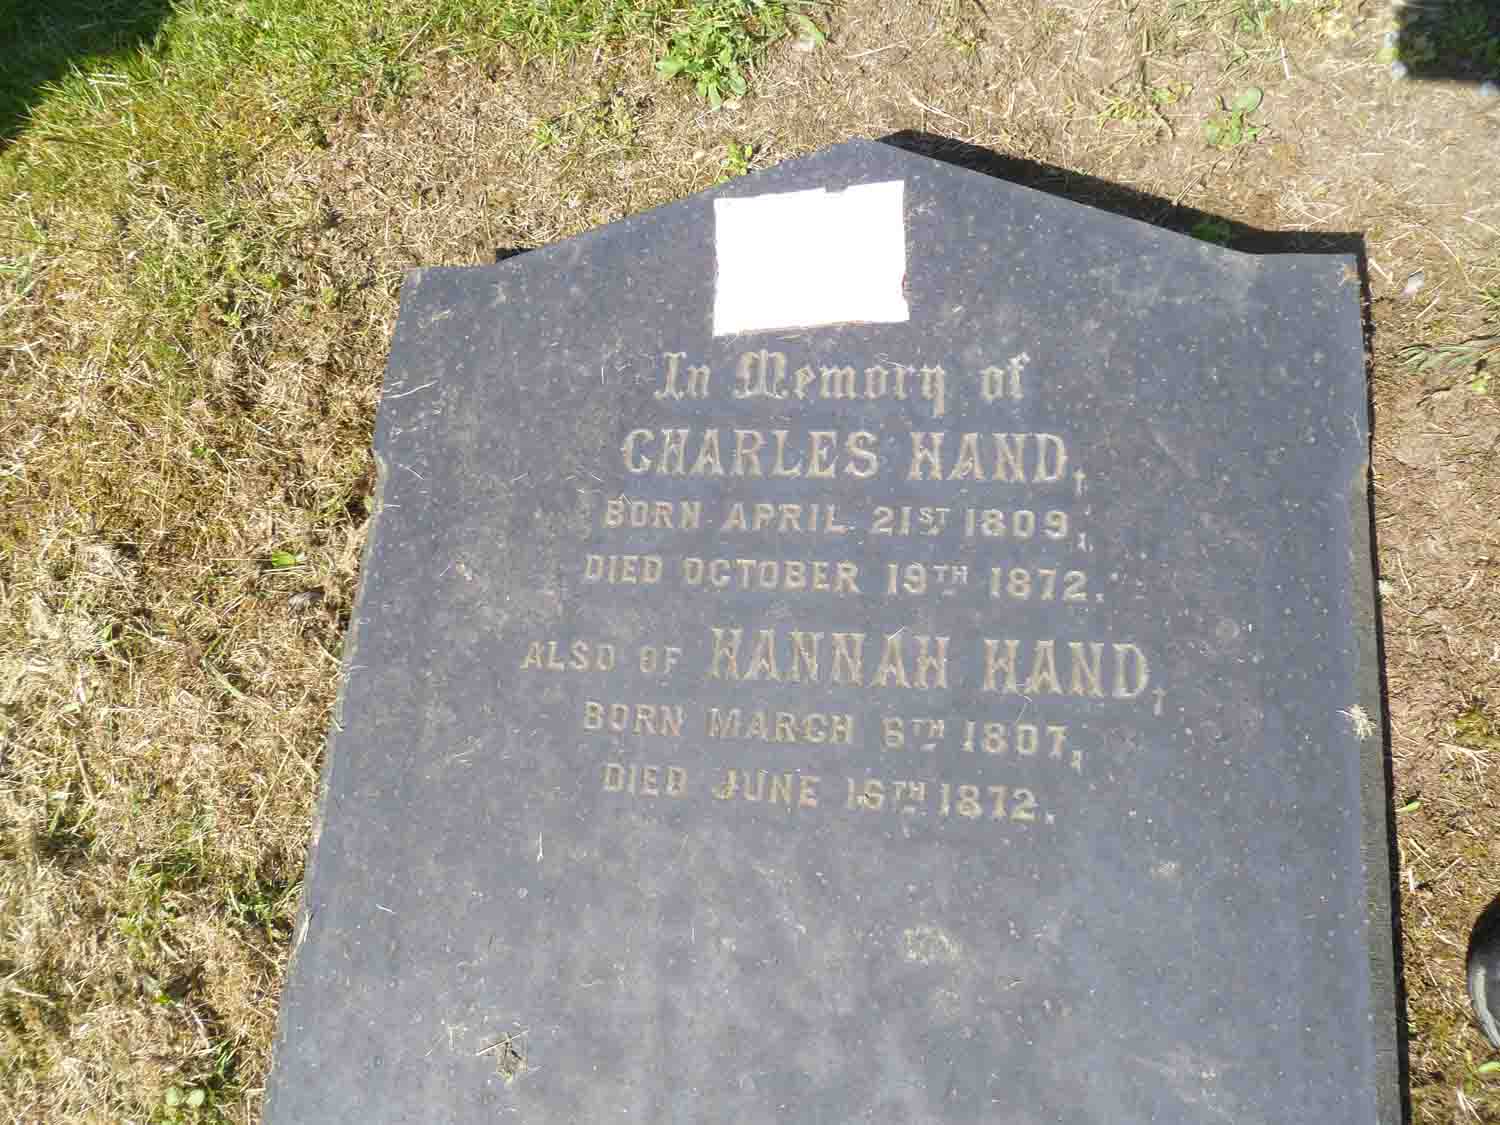 In Memory of
CHARLES HAND,
BORN APRIL 21ST 1809,
DIED OCTOBER 19TH 1872.
ALSO OF HANNAH HAND,
BORN MARCH 6TH 1807,
DIED JUNE 16TH 1872.